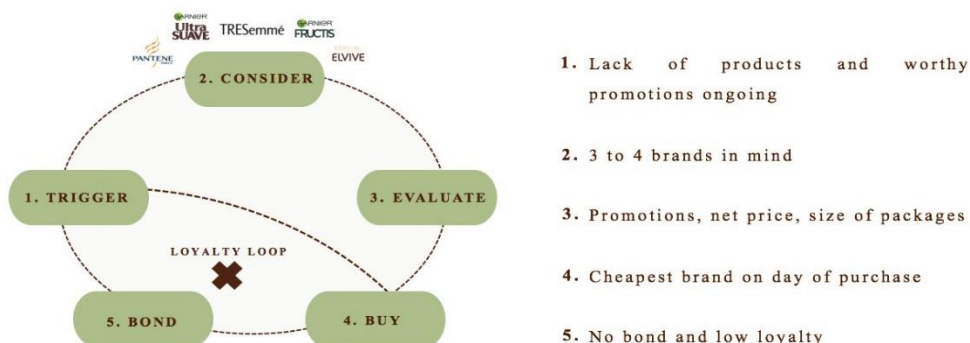 GARNIER
Ultra
SUAVE
TRESemmé
GARNIER
FRUCTIS
PANTENE
ELVIVE
2. CONSIDER
1. TRIGGER
3. EVALUATE
LOYALTY LOOP
5. BOND
4. BUY
1. Lack of products and worthy
promotions ongoing
2. 3 to 4 brands in mind
3. Promotions, net price, size of packages
4. Cheapest brand on day of purchase
5. No bond and low loyalty